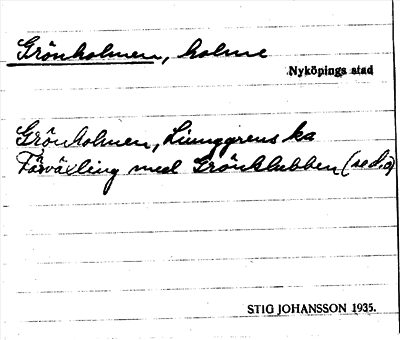 Grönholmen, holme
Nyköpings stad
Grönholmen, Ljunggrens ka
Förväxling med Grönklubben (se d.o)
STIG JOHANSSON 1935.